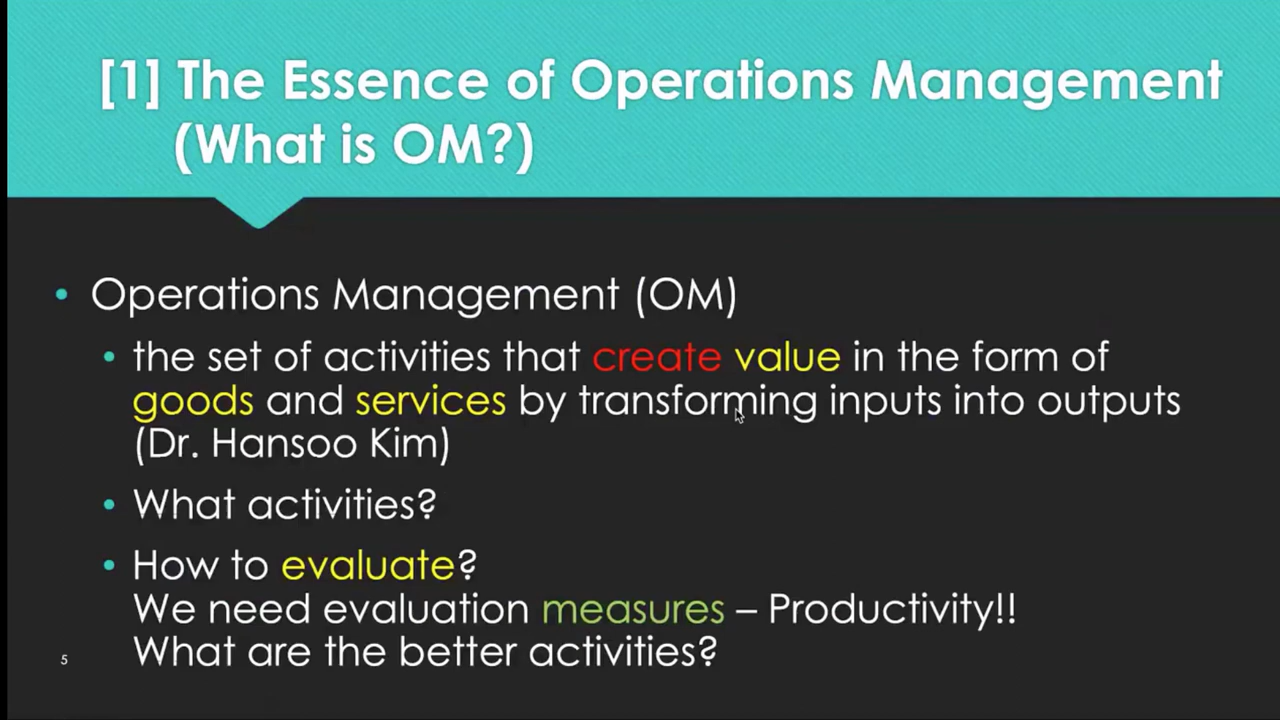 [1] The Essence of Operations Management
(What is OM?)
• Operations Management (OM)
• the set of activities that create value in the form of
goods and services by transforming inputs into outputs
(Dr. Hansoo Kim)
• What activities?
• How to evaluate?
We need evaluation measures – Productivity!!
What are the better activities?
5